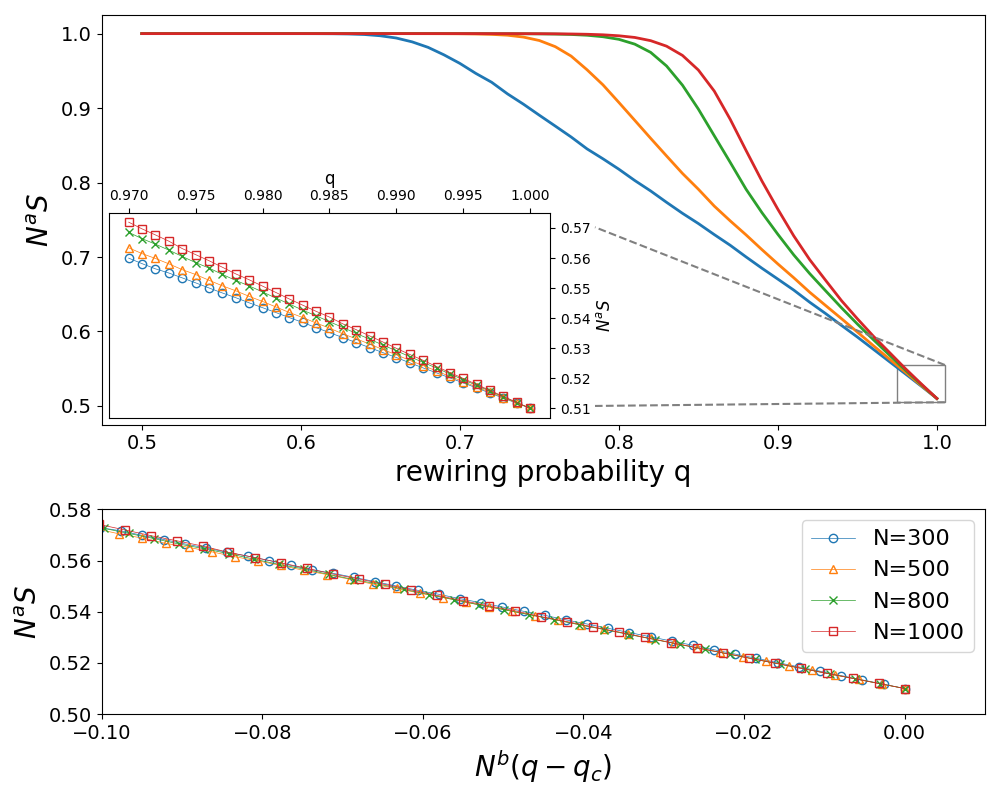 1.0
0.9
0.8
0.7
0.6
0.5
NᵃS
q
0.970 0.975 0.980 0.985 0.990 0.995 1.000
0.57
0.56
0.55
0.54
0.53
0.52
0.51
NᵃS
0.5 0.6 0.7 0.8 0.9 1.0
rewiring probability q
0.58
0.56
0.54
0.52
0.50
NᵃS
N=300
N=500
N=800
N=1000
−0.10 −0.08 −0.06 −0.04 −0.02 0.00
Nᵇ(q − q_c)